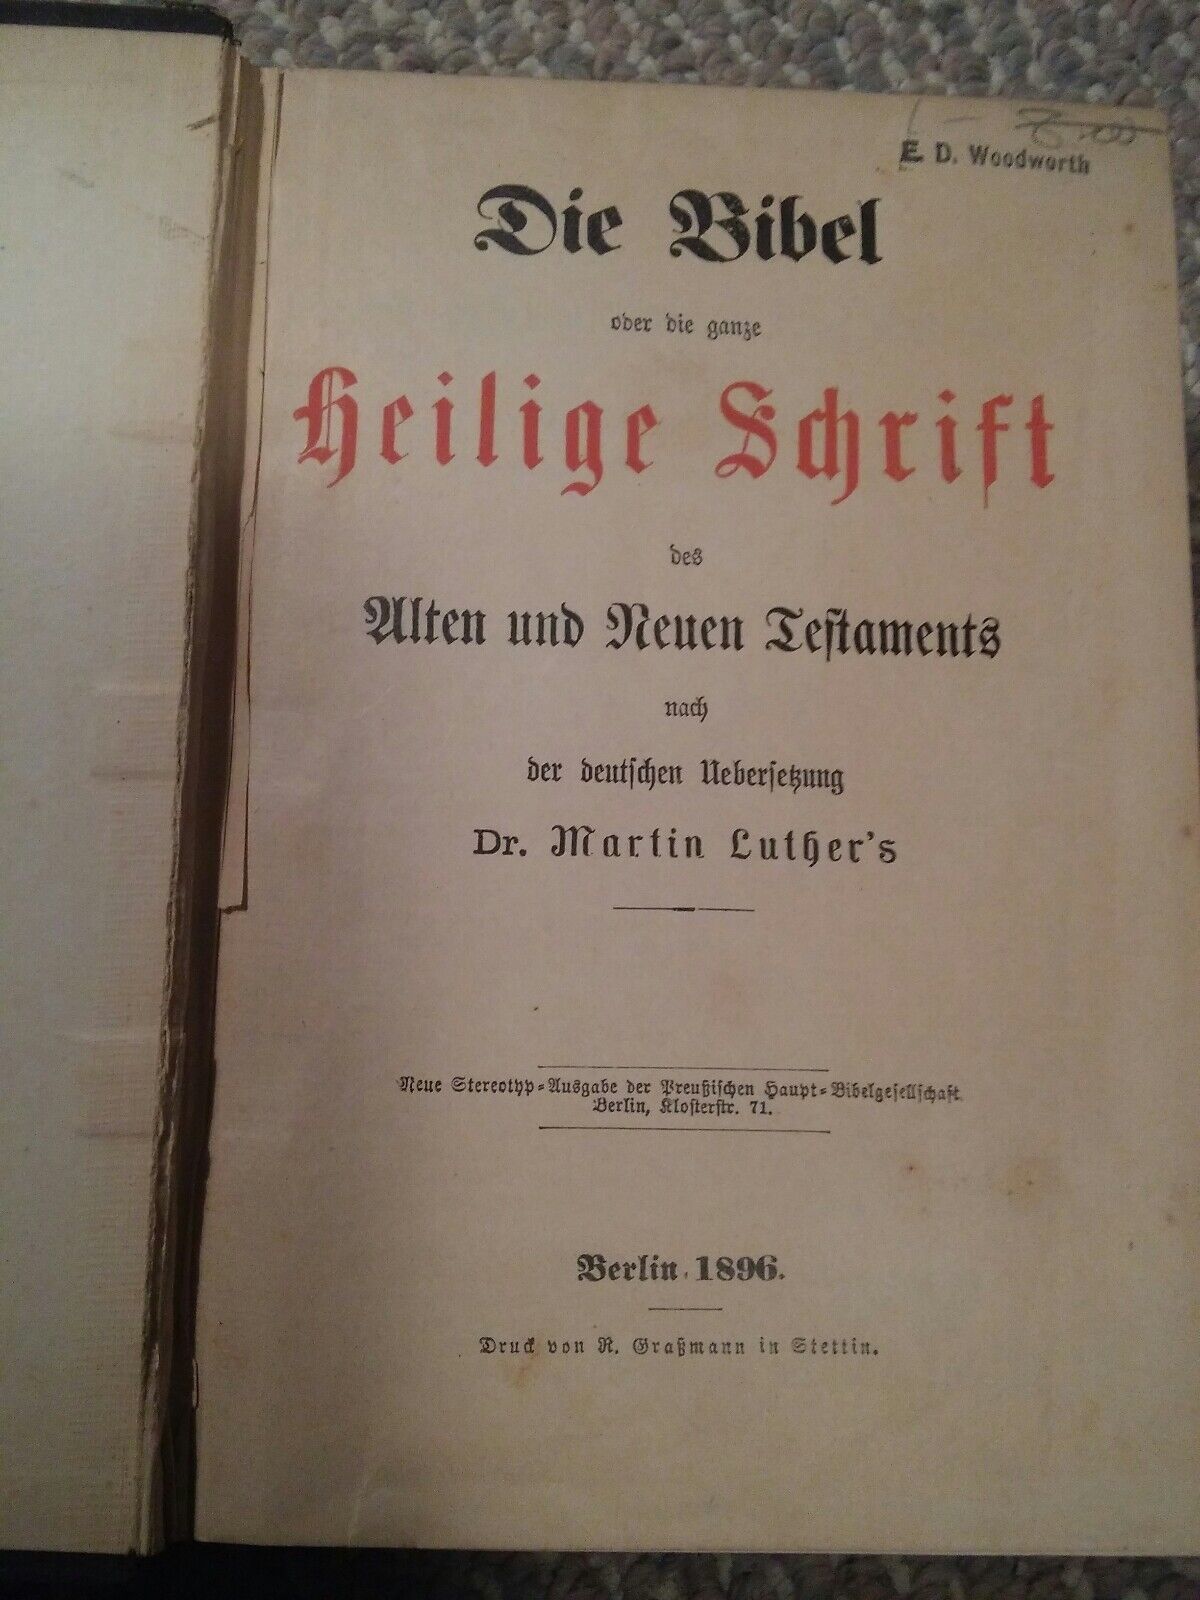 E. D. Woodworth
Die Bibel
oder die ganze
Heilige Schrift
des
Alten und Neuen Testaments
nach
der deutschen Uebersetzung
Dr. Martin Luther's
Neue Stereotyp-Ausgabe der Preußischen Haupt-Bibelgesellschaft.
Berlin, Klosterstr. 71.
Berlin, 1896.
Druck von R. Graßmann in Stettin.